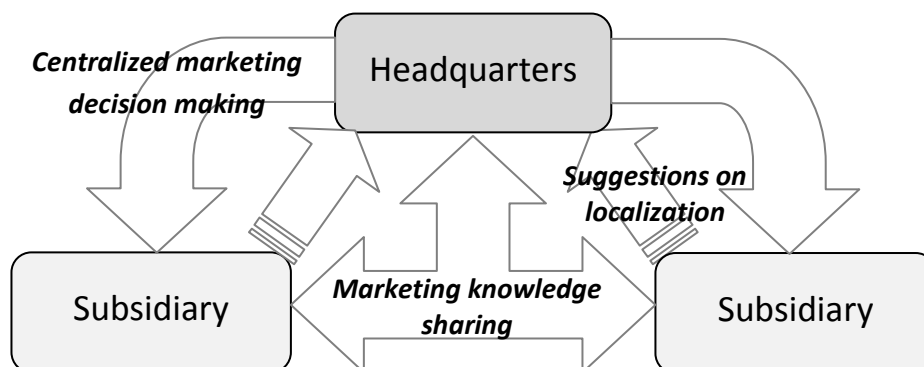 Centralized marketing
decision making
Headquarters
Suggestions on
localization
Subsidiary
Marketing knowledge
sharing
Subsidiary